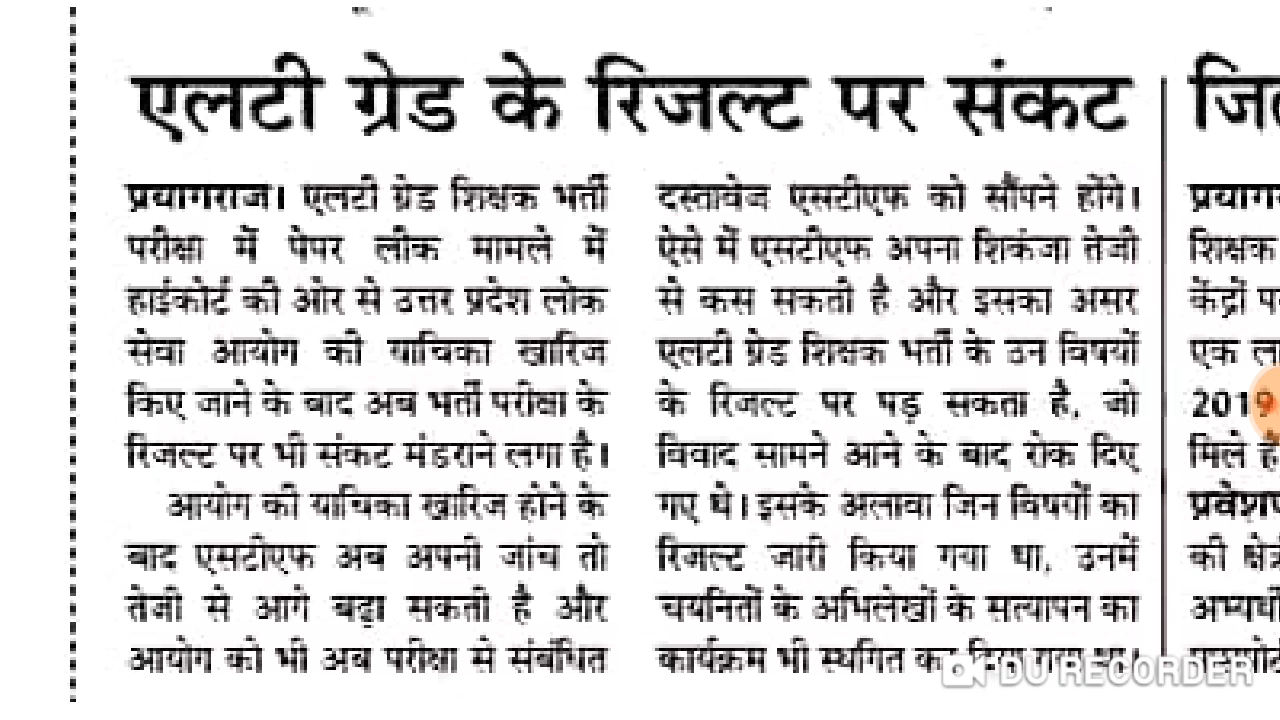 एलटी ग्रेड के रिजल्ट पर संकट
प्रयागराज। एलटी ग्रेड शिक्षक भर्ती
परीक्षा में पेपर लीक मामले में
हाईकोर्ट की ओर से उत्तर प्रदेश लोक
सेवा आयोग की याचिका खारिज
किए जाने के बाद अब भर्ती परीक्षा के
रिजल्ट पर भी संकट मंडराने लगा है।
आयोग की याचिका खारिज होने के
बाद एसटीएफ अब अपनी जांच तो
तेजी से आगे बढ़ा सकती है और
आयोग को भी अब परीक्षा से संबंधित
दस्तावेज एसटीएफ को सौंपने होंगे।
ऐसे में एसटीएफ अपना शिकंजा तेजी
से कस सकती है और इसका असर
एलटी ग्रेड शिक्षक भर्ती के उन विषयों
के रिजल्ट पर पड़ सकता है, जो
विवाद सामने आने के बाद रोक दिए
गए थे। इसके अलावा जिन विषयों का
रिजल्ट जारी किया गया था, उनमें
चयनितों के अभिलेखों के सत्यापन का
कार्यक्रम भी स्थगित कर दिया गया था।
शिक्षक
केंद्रों
एक
2019
मिले
की
DU RECORDER